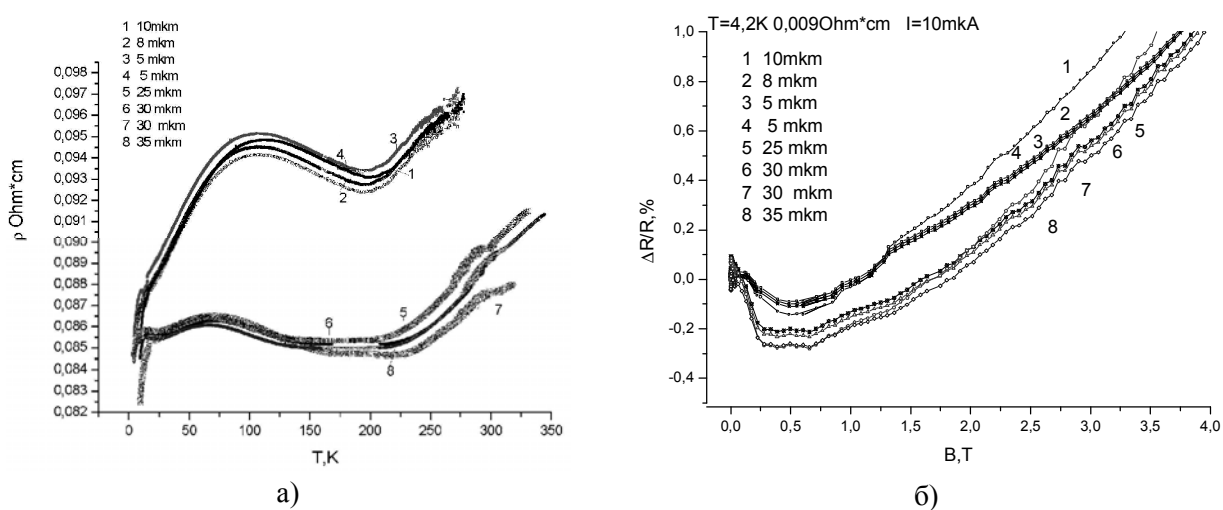 1 10mkm
2 8 mkm
3 5 mkm
4 5 mkm
5 25 mkm
6 30 mkm
7 30 mkm
8 35 mkm
0,098
0,097
0,096
0,095
0,094
0,093
0,092
0,091
0,090
0,089
0,088
0,087
0,086
0,085
0,084
0,083
0,082
ρ Ohm*cm
3
4
1
2
5
6
7
8
0 50 100 150 200 250 300 350
T,K
а)
T=4,2K 0,009Ohm*cm I=10mkA
1 10mkm
2 8 mkm
3 5 mkm
4 5 mkm
5 25 mkm
6 30 mkm
7 30 mkm
8 35 mkm
1,0
0,8
0,6
0,4
0,2
0,0
-0,2
-0,4
ΔR/R,%
1
2
3
4
5
6
7
8
0,0 0,5 1,0 1,5 2,0 2,5 3,0 3,5 4,0
B,T
б)